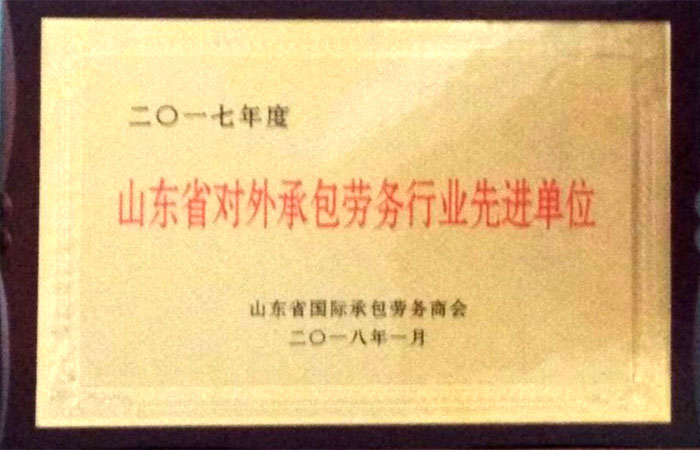 二〇一七年度
山东省对外承包劳务行业先进单位
山东省国际承包劳务商会
二〇一八年一月